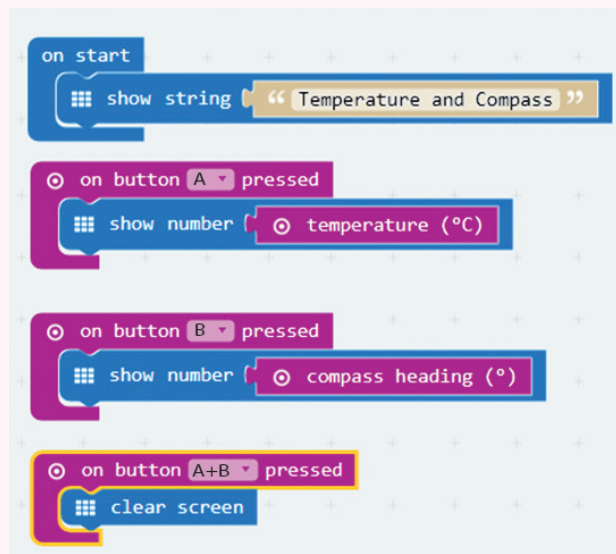 on start
show string “ Temperature and Compass ”
on button A pressed
show number temperature (°C)
on button B pressed
show number compass heading (°)
on button A+B pressed
clear screen